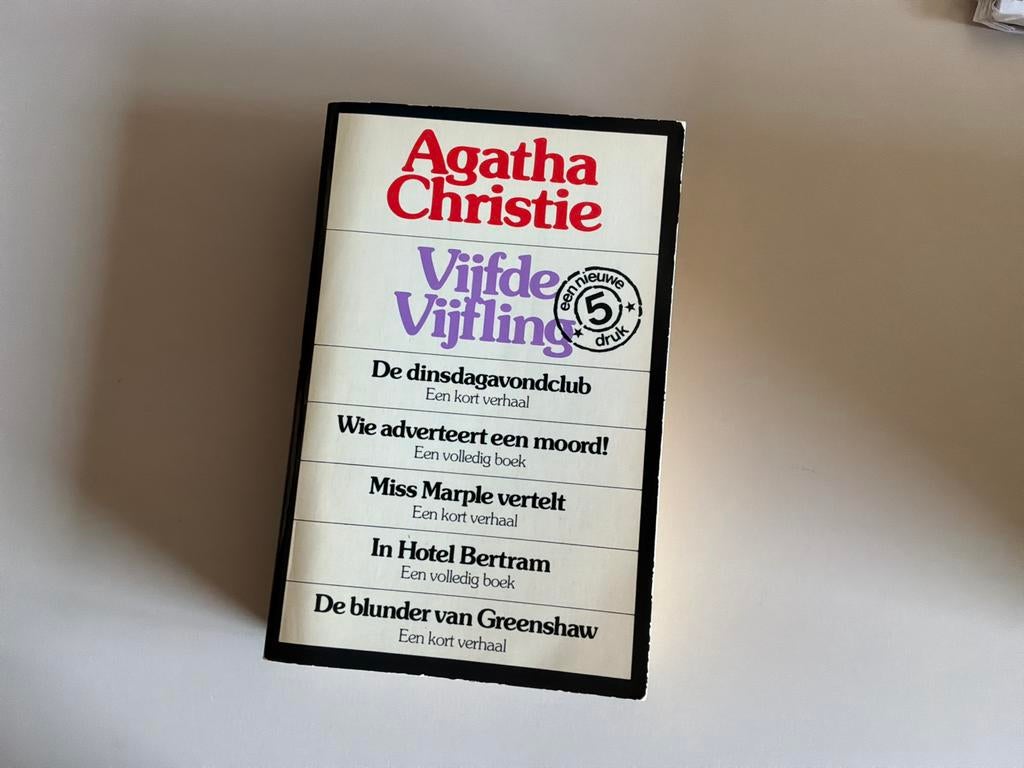 Agatha
Christie
Vijfde
Vijfling
een nieuwe
5
druk
De dinsdagavondclub
Een kort verhaal
Wie adverteert een moord!
Een volledig boek
Miss Marple vertelt
Een kort verhaal
In Hotel Bertram
Een volledig boek
De blunder van Greenshaw
Een kort verhaal